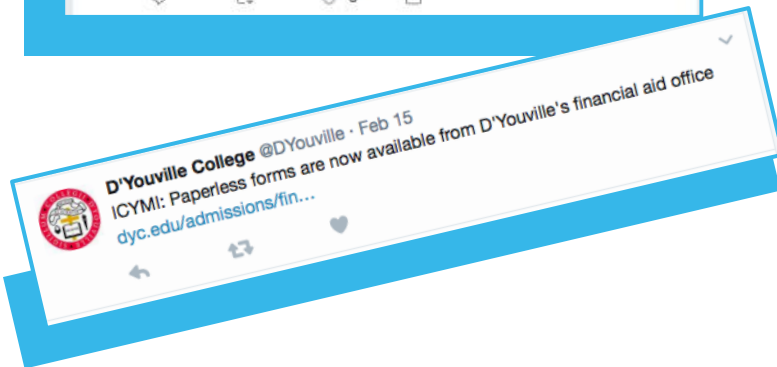 D'Youville College @DYouville · Feb 15
ICYMI: Paperless forms are now available from D'Youville's financial aid office
dyc.edu/admissions/fin...